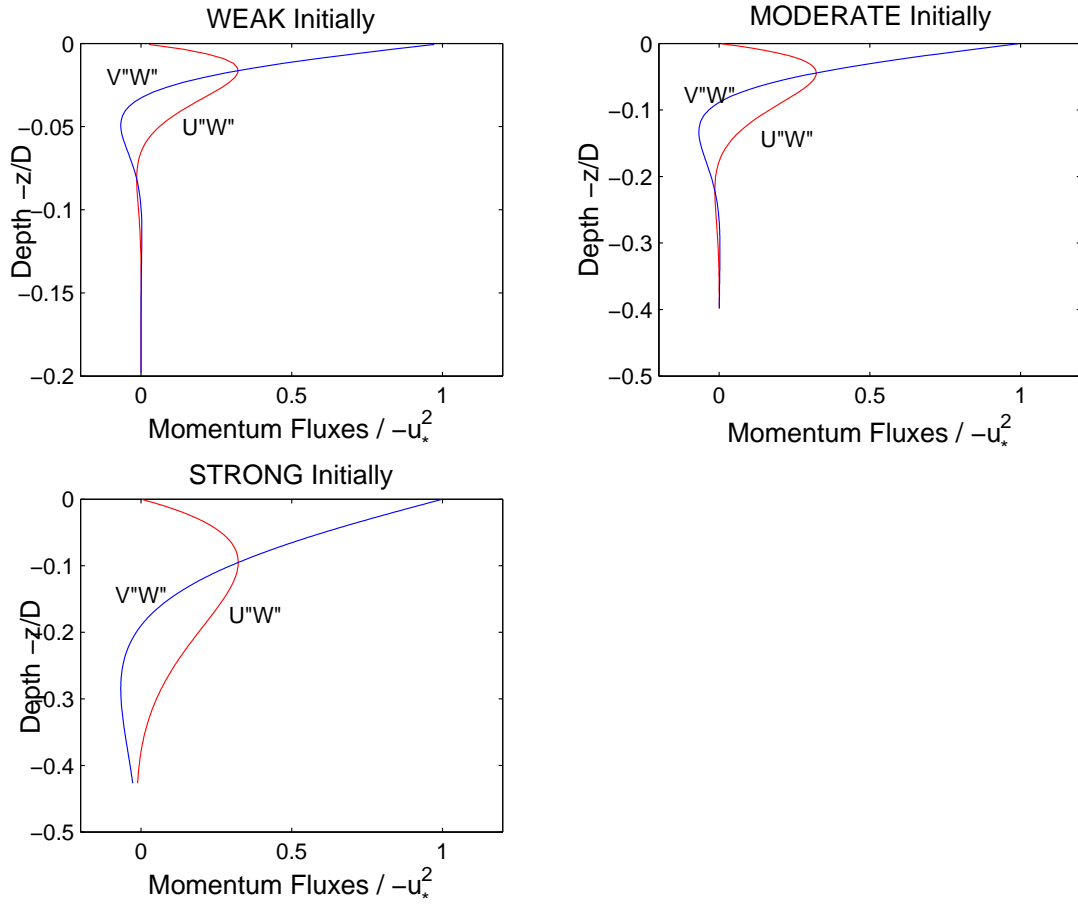 WEAK Initially
0
−0.05
−0.1
−0.15
−0.2
Depth −z/D
V"W"
U"W"
0
0.5
1
Momentum Fluxes / −u*²
MODERATE Initially
0
−0.1
−0.2
−0.3
−0.4
−0.5
Depth −z/D
V"W"
U"W"
0
0.5
1
Momentum Fluxes / −u*²
STRONG Initially
0
−0.1
−0.2
−0.3
−0.4
−0.5
Depth −z/D
V"W"
U"W"
0
0.5
1
Momentum Fluxes / −u*²